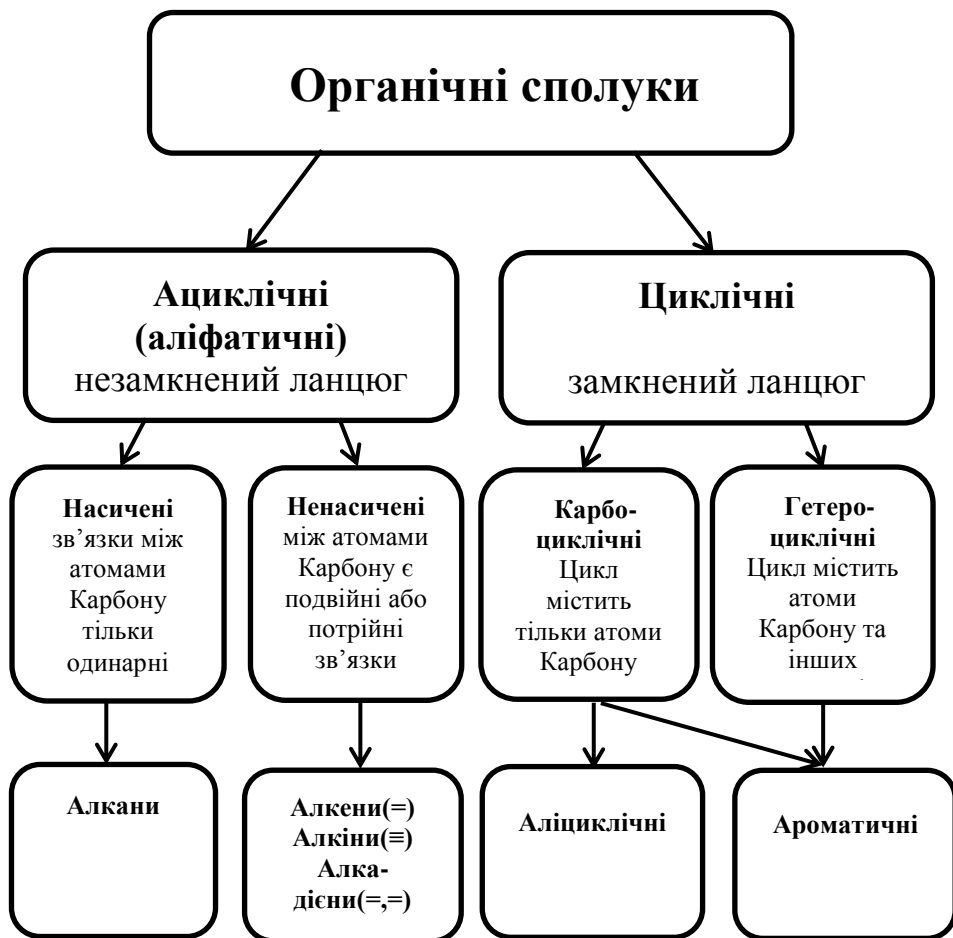 Органічні сполуки
Ациклічні
(аліфатичні)
незамкнений ланцюг
Циклічні
замкнений ланцюг
Насичені
зв’язки між
атомами
Карбону
тільки
одинарні
Ненасичені
між атомами
Карбону є
подвійні або
потрійні
зв’язки
Карбо-
циклічні
Цикл
містить
тільки атоми
Карбону
Гетеро-
циклічні
Цикл містить
атоми
Карбону та
інших
Алкани
Алкени(=)
Алкіни(≡)
Алка-
дієни(=,=)
Аліциклічні
Ароматичні